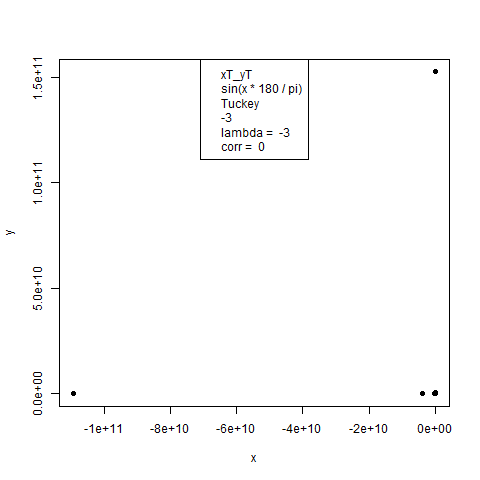 xT_yT
sin(x * 180 / pi)
Tuckey
-3
lambda =  -3
corr =  0
1.5e+11
1.0e+11
5.0e+10
0.0e+00
y
-1e+11
-8e+10
-6e+10
-4e+10
-2e+10
0e+00
x